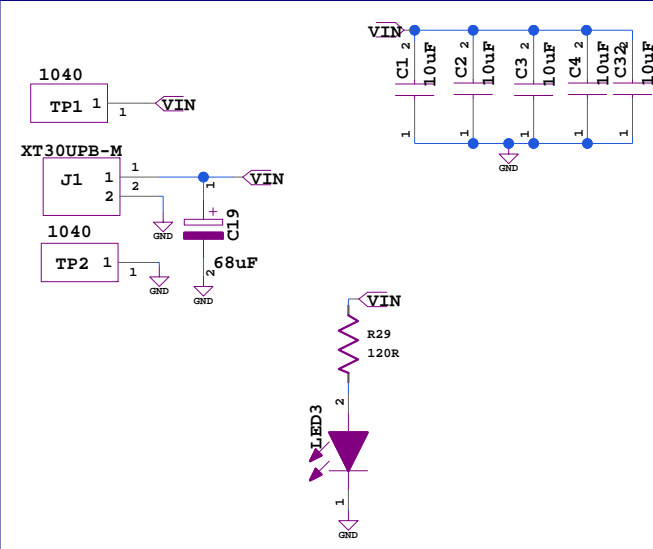 VIN
2 2 2 2 2
C1 10uF C2 10uF C3 10uF C4 10uF C32 10uF
1 1 1 1 1
GND
1040
TP1 1 1 VIN
XT30UPB-M
J1 1 1 VIN
2 2
GND
1
+
C19
68uF
2
GND
1040
TP2 1 1
GND
VIN
R29
120R
2
LED3
1
GND